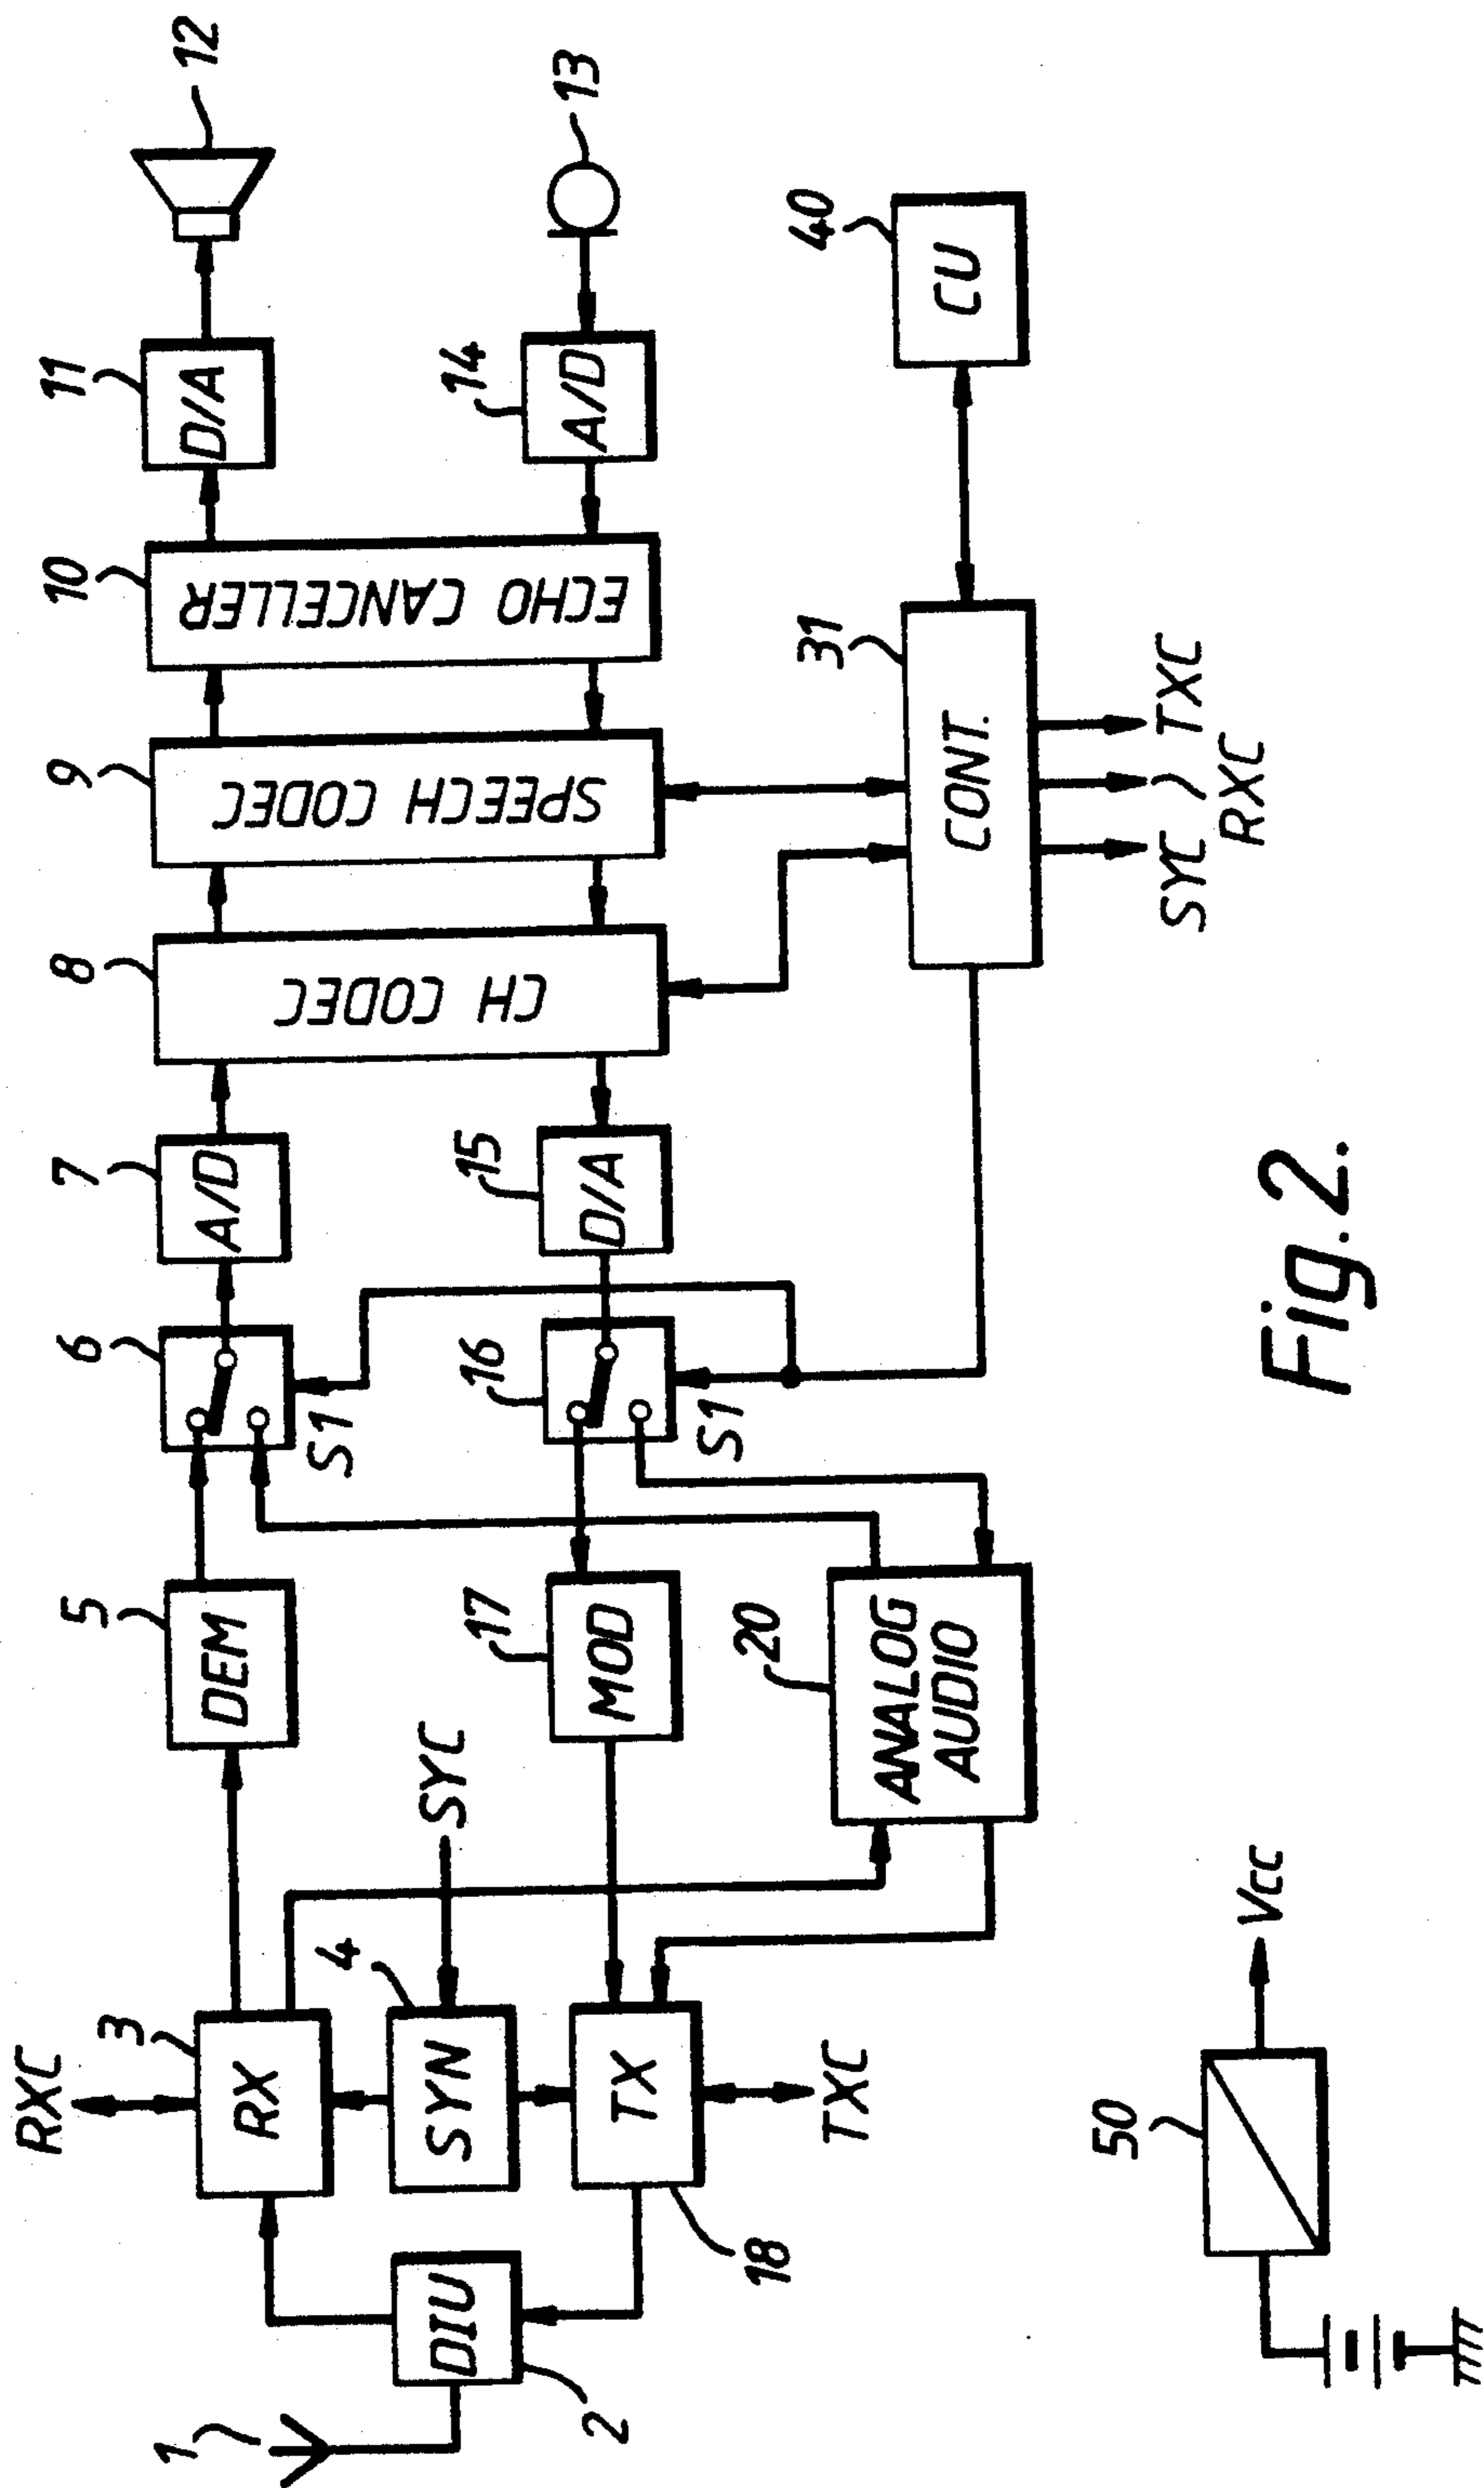 1
DIU
2
RXC
3
RX
4
SYN
SYC
TX
18
TXC
5
DEM
17
MOD
20
ANALOG
AUDIO
6
S1
16
S1
7
A/D
15
D/A
8
CH CODEC
9
SPEECH CODEC
10
ECHO CANCELLER
11
D/A
12
13
14
A/D
31
CONT.
SYC
RXC
TXC
40
CU
50
Vcc
Fig.2.